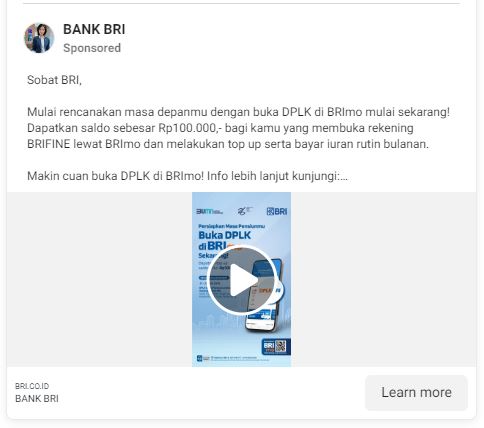 BANK BRI
Sponsored
Sobat BRI,
Mulai rencanakan masa depanmu dengan buka DPLK di BRImo mulai sekarang!
Dapatkan saldo sebesar Rp100.000,- bagi kamu yang membuka rekening
BRIFINE lewat BRImo dan melakukan top up serta bayar iuran rutin bulanan.
Makin cuan buka DPLK di BRImo! Info lebih lanjut kunjungi:...
BRI
Persiapkan Masa Pensiunmu
Buka DPLK
di BRI
Sekarang!
DPLK
BRI
BRI.CO.ID
BANK BRI
Learn more